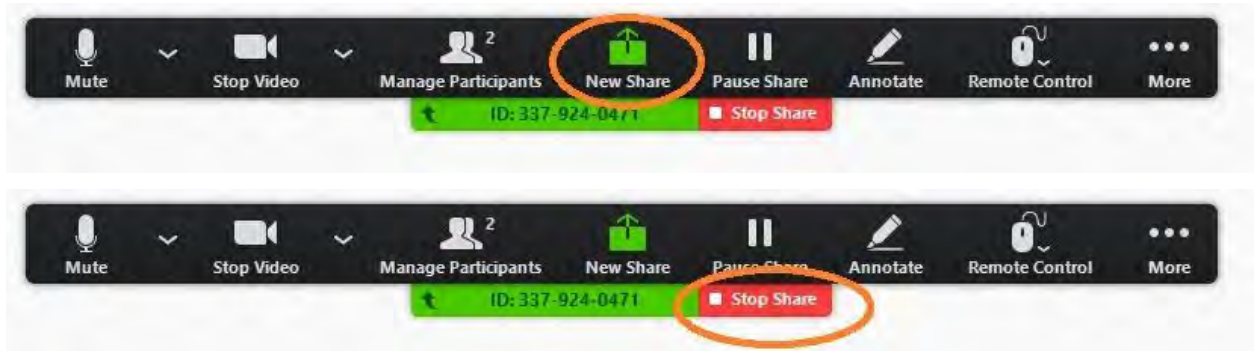 2
Mute Stop Video Manage Participants New Share Pause Share Annotate Remote Control More
ID: 337-924-0471 Stop Share
2
Mute Stop Video Manage Participants New Share Pause Share Annotate Remote Control More
ID: 337-924-0471 Stop Share